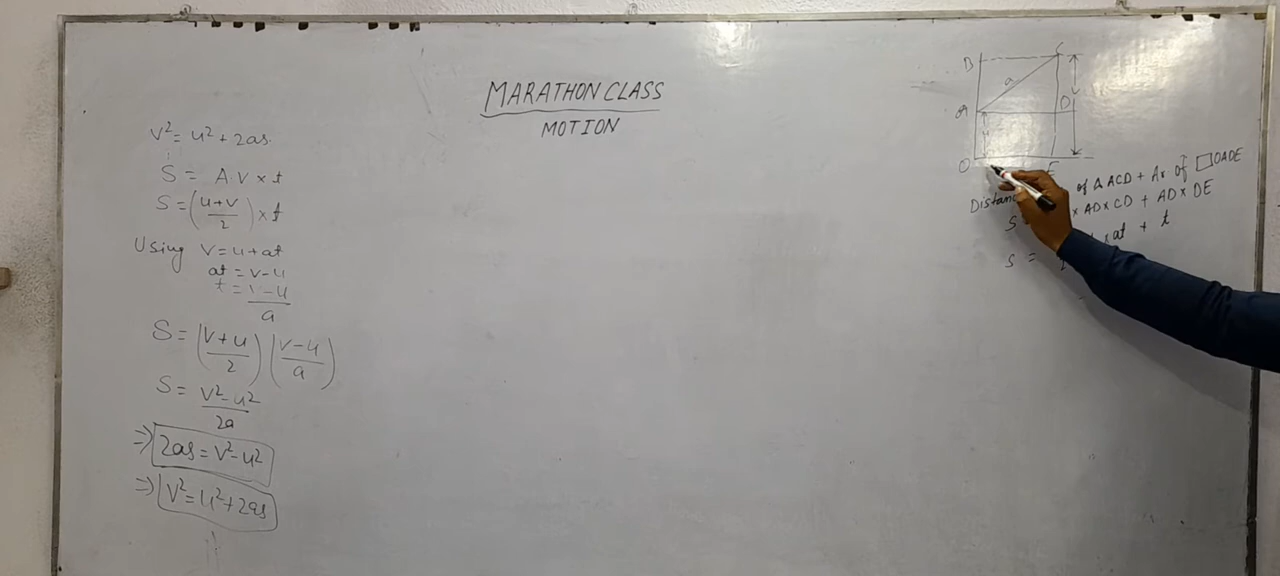 MARATHON CLASS
MOTION
V² = u² + 2as
S = A.V × t
S = (u+v/2) × t
Using V = u + at
at = v - u
t = v - u/a
S = (v+u/2) (v-u/a)
S = v² - u²/2a
⇒ 2as = v² - u²
⇒ V² = u² + 2as
B C
a
A D
u
O E
of Δ ACD + Ar of □ OADE
S × AD × CD + AD × DE
S = at + t